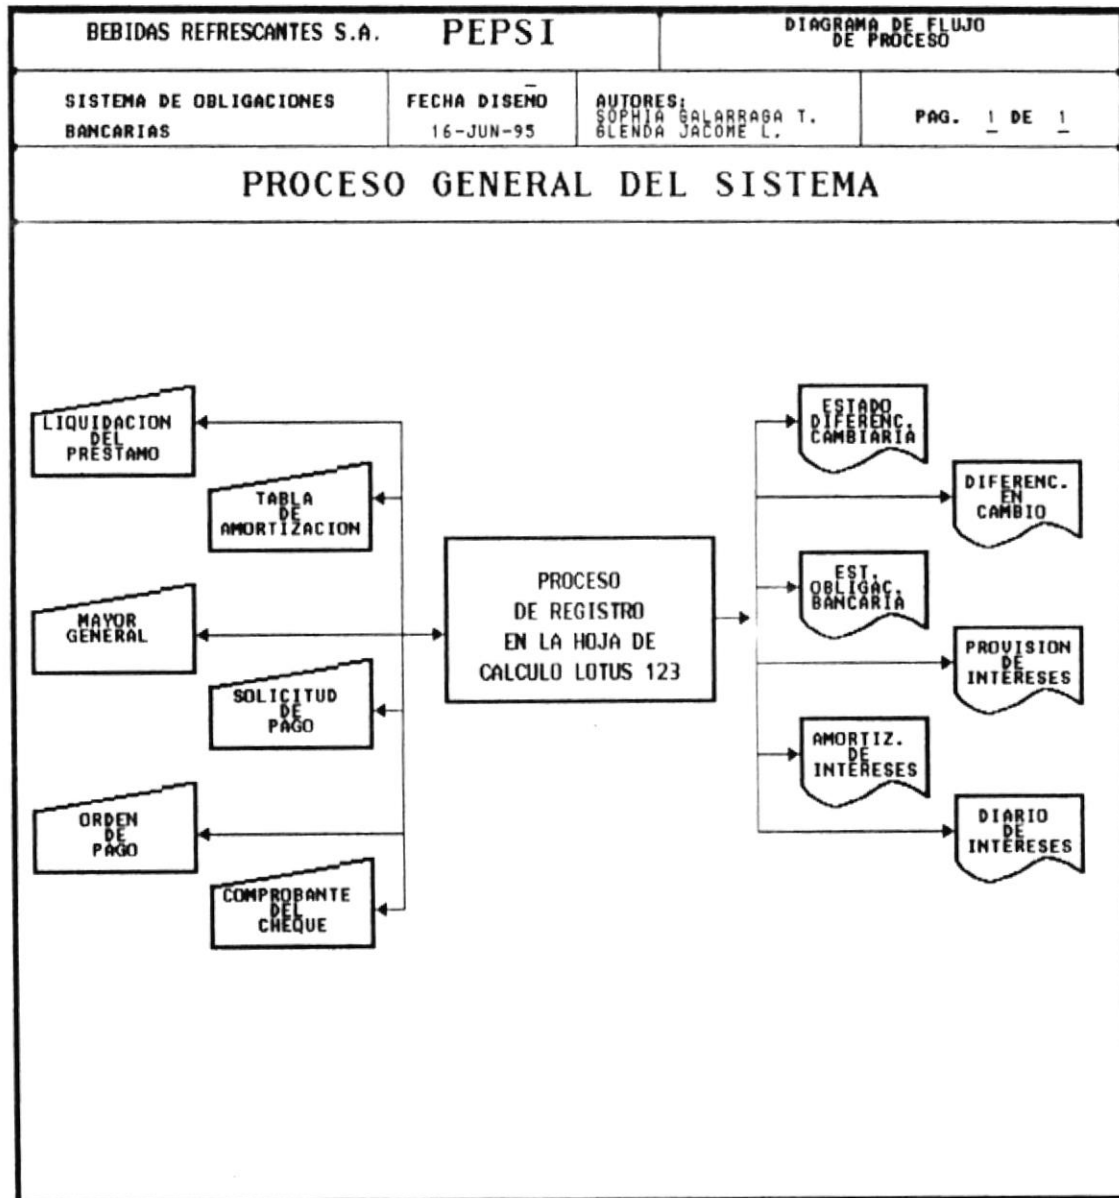 BEBIDAS REFRESCANTES S.A. PEPSI
DIAGRAMA DE FLUJO
DE PROCESO
SISTEMA DE OBLIGACIONES
BANCARIAS
FECHA DISEÑO
16-JUN-95
AUTORES:
SOPHIA GALARRAGA T.
GLENDA JACOME L.
PAG. 1 DE 1
PROCESO GENERAL DEL SISTEMA
LIQUIDACION
DEL
PRESTAMO
TABLA
DE
AMORTIZACION
MAYOR
GENERAL
SOLICITUD
DE
PAGO
ORDEN
DE
PAGO
COMPROBANTE
DEL
CHEQUE
PROCESO
DE REGISTRO
EN LA HOJA DE
CALCULO LOTUS 123
ESTADO
DIFERENC.
CAMBIARIA
DIFERENC.
EN
CAMBIO
EST.
OBLIGAC.
BANCARIA
PROVISION
DE
INTERESES
AMORTIZ.
DE
INTERESES
DIARIO
DE
INTERESES